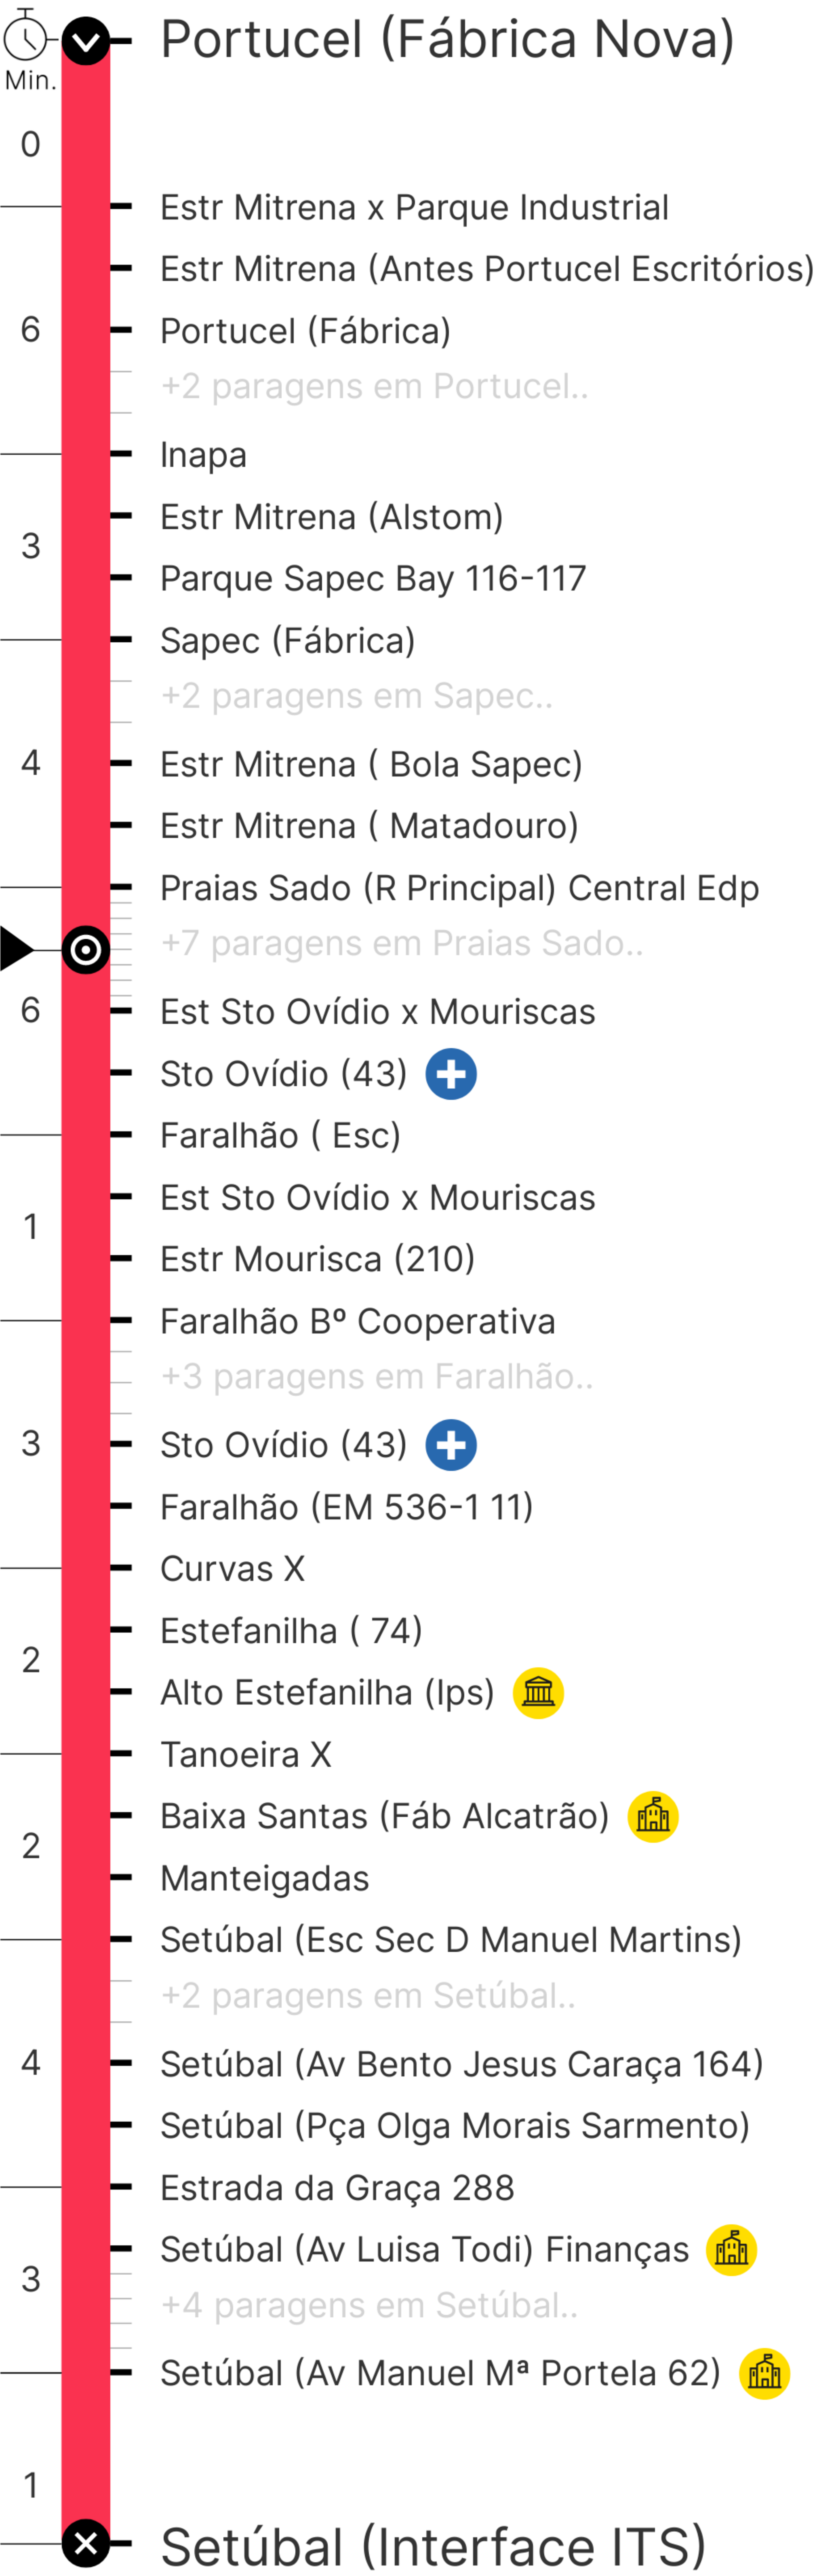 Portucel (Fábrica Nova)
Min.
0
Estr Mitrena x Parque Industrial
Estr Mitrena (Antes Portucel Escritórios)
6
Portucel (Fábrica)
+2 paragens em Portucel..
Inapa
Estr Mitrena (Alstom)
3
Parque Sapec Bay 116-117
Sapec (Fábrica)
+2 paragens em Sapec..
4
Estr Mitrena ( Bola Sapec)
Estr Mitrena ( Matadouro)
Praias Sado (R Principal) Central Edp
+7 paragens em Praias Sado..
6
Est Sto Ovídio x Mouriscas
Sto Ovídio (43)
Faralhão ( Esc)
Est Sto Ovídio x Mouriscas
1
Estr Mourisca (210)
Faralhão Bº Cooperativa
+3 paragens em Faralhão..
3
Sto Ovídio (43)
Faralhão (EM 536-1 11)
Curvas X
Estefanilha ( 74)
2
Alto Estefanilha (Ips)
Tanoeira X
Baixa Santas (Fáb Alcatrão)
2
Manteigadas
Setúbal (Esc Sec D Manuel Martins)
+2 paragens em Setúbal..
4
Setúbal (Av Bento Jesus Caraça 164)
Setúbal (Pça Olga Morais Sarmento)
Estrada da Graça 288
Setúbal (Av Luisa Todi) Finanças
3
+4 paragens em Setúbal..
Setúbal (Av Manuel Mª Portela 62)
1
Setúbal (Interface ITS)